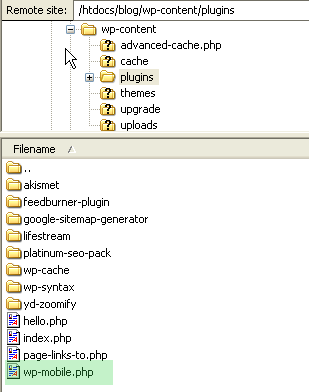 Remote site: /htdocs/blog/wp-content/plugins
wp-content
advanced-cache.php
cache
plugins
themes
upgrade
uploads
Filename
..
akismet
feedburner-plugin
google-sitemap-generator
lifestream
platinum-seo-pack
wp-cache
wp-syntax
yd-zoomify
hello.php
index.php
page-links-to.php
wp-mobile.php